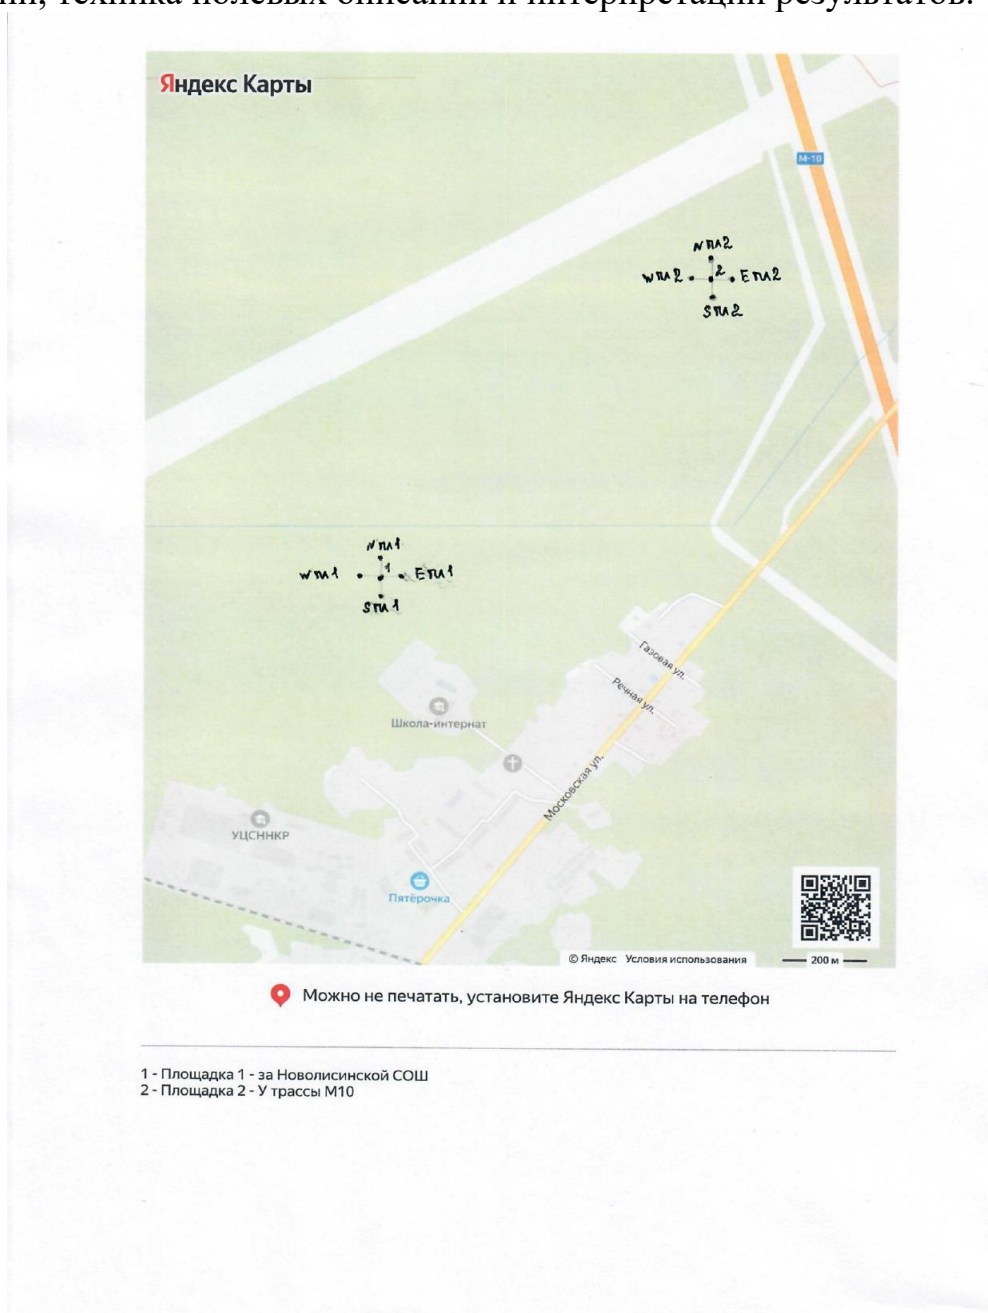 техника полевых описаний и интерпретации результатов.
Яндекс Карты
М-10
N пл2
W пл2 2 E пл2
S пл2
N пл1
W пл1 1 E пл1
S пл1
Газовая ул.
Речная ул.
Школа-интернат
Московская ул.
УЦСННКР
Пятёрочка
© Яндекс Условия использования
200 м
Можно не печатать, установите Яндекс Карты на телефон
1 - Площадка 1 - за Новолисинской СОШ
2 - Площадка 2 - У трассы М10